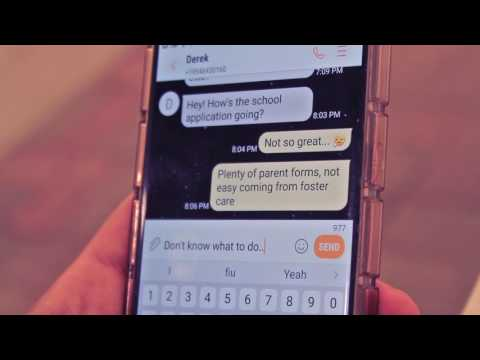 Derek
7:09 PM
Hey! How's the school
application going?
8:03 PM
8:04 PM
Not so great...
Plenty of parent forms, not
easy coming from foster
care
8:06 PM
977
Don't know what to do..
SEND
I
fiu
Yeah
1 2 3 4 5 6 7 8 9 0